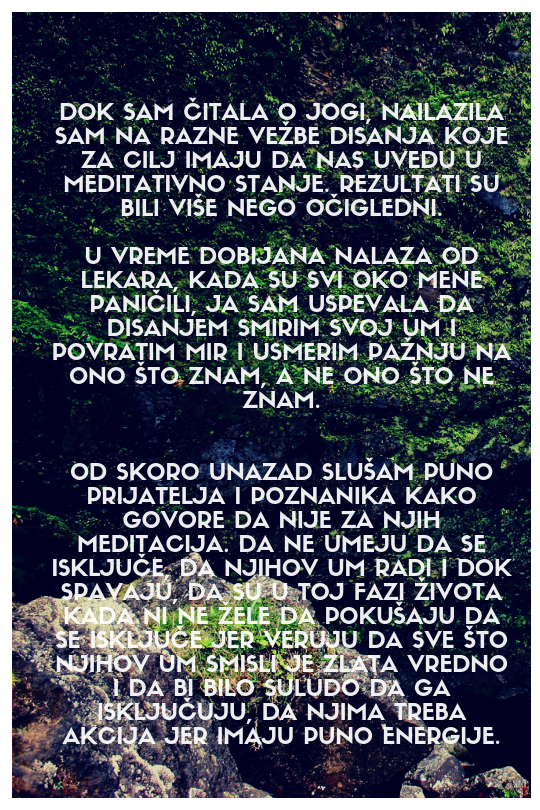 DOK SAM ČITALA O JOGI, NAILAZILA
SAM NA RAZNE VEŽBE DISANJA KOJE
ZA CILJ IMAJU DA NAS UVEDU U
MEDITATIVNO STANJE. REZULTATI SU
BILI VIŠE NEGO OČIGLEDNI.
U VREME DOBIJANA NALAZA OD
LEKARA, KADA SU SVI OKO MENE
PANIČILI, JA SAM USPEVALA DA
DISANJEM SMIRIM SVOJ UM I
POVRATIM MIR I USMERIM PAŽNJU NA
ONO ŠTO ZNAM, A NE ONO ŠTO NE
ZNAM.
OD SKORO UNAZAD SLUŠAM PUNO
PRIJATELJA I POZNANIKA KAKO
GOVORE DA NIJE ZA NJIH
MEDITACIJA. DA NE UMEJU DA SE
ISKLJUČE, DA NJIHOV UM RADI I DOK
SPAVAJU, DA SU U TOJ FAZI ŽIVOTA
KADA NI NE ŽELE DA POKUŠAJU DA
SE ISKLJUČE JER VERUJU DA SVE ŠTO
NJIHOV UM SMISLI JE ZLATA VREDNO
I DA BI BILO SULUDO DA GA
ISKLJUČUJU, DA NJIMA TREBA
AKCIJA JER IMAJU PUNO ENERGIJE.